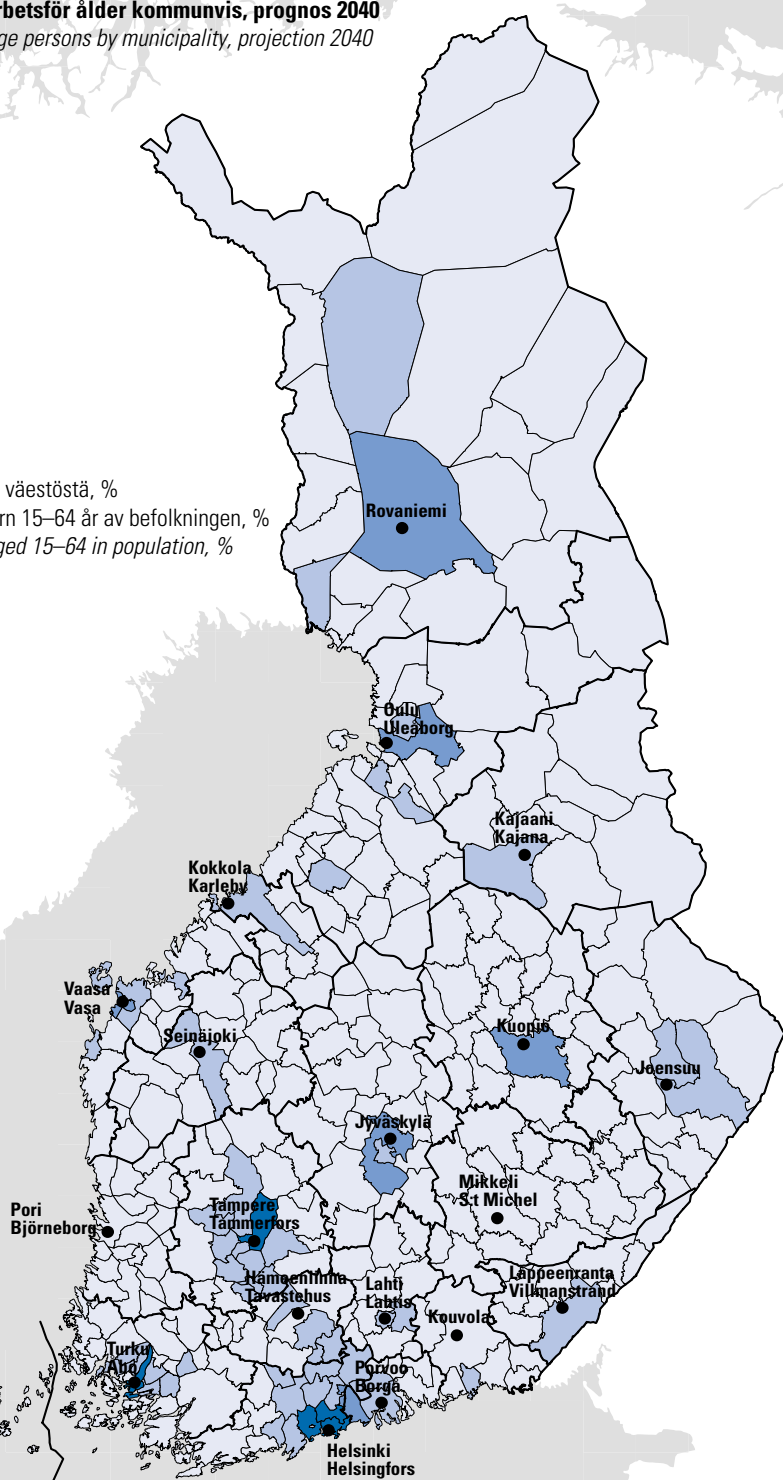 arbetsför ålder kommunvis, prognos 2040
ge persons by municipality, projection 2040
väestöstä, %
rn 15–64 år av befolkningen, %
ged 15–64 in population, %
Rovaniemi
Oulu
Uleåborg
Kajaani
Kajana
Kokkola
Karleby
Vaasa
Vasa
Seinäjoki
Kuopio
Joensuu
Jyväskylä
Mikkeli
S:t Michel
Pori
Björneborg
Tampere
Tammerfors
Hämeenlinna
Tavastehus
Lahti
Lahtis
Lappeenranta
Villmanstrand
Kouvola
Turku
Åbo
Porvoo
Borgå
Helsinki
Helsingfors